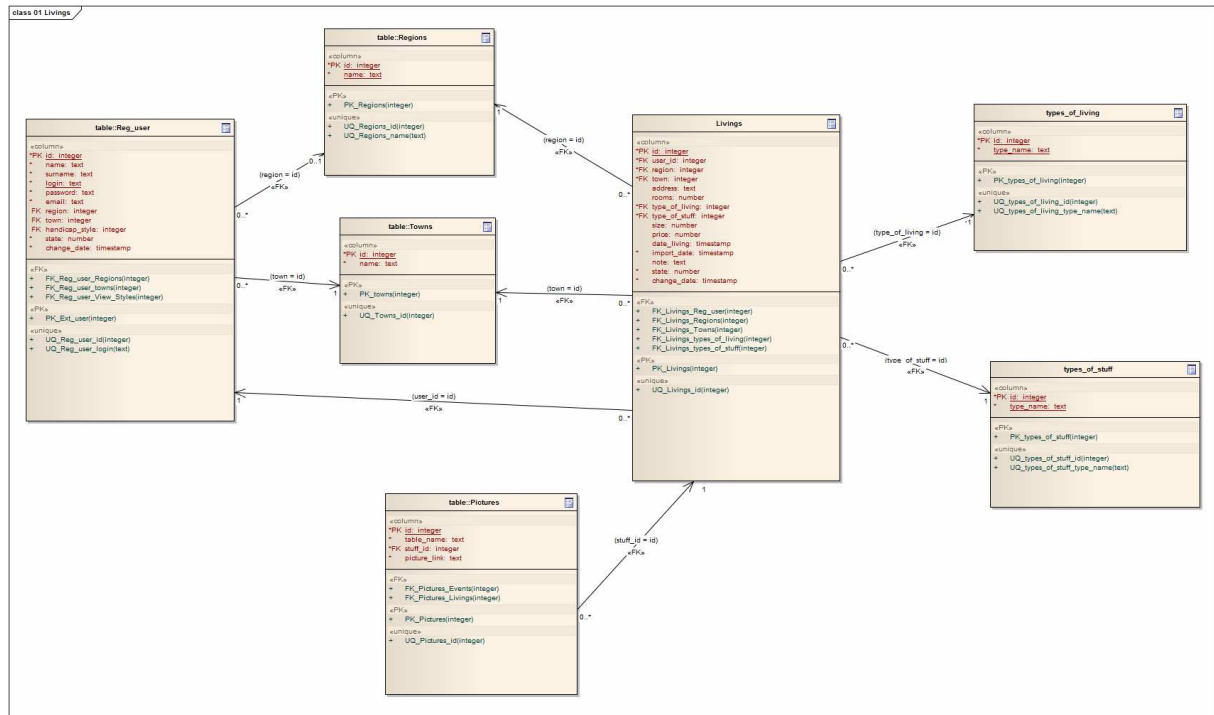 class 01 Livings
table::Regions
«column»
*PK id: integer
* name: text
«PK»
+ PK_Regions(integer)
«unique»
+ UQ_Regions_id(integer)
+ UQ_Regions_name(text)
table::Reg_user
«column»
*PK id: integer
* name: text
* surname: text
* login: text
* password: text
* email: text
FK region: integer
FK town: integer
FK handicap_style: integer
* state: number
* change_date: timestamp
«FK»
+ FK_Reg_user_Regions(integer)
+ FK_Reg_user_towns(integer)
+ FK_Reg_user_View_Styles(integer)
«PK»
+ PK_Ext_user(integer)
«unique»
+ UQ_Reg_user_id(integer)
+ UQ_Reg_user_login(text)
0..1
(region = id)
«FK»
0..*
1
(region = id)
«FK»
0..*
table::Towns
«column»
*PK id: integer
* name: text
«PK»
+ PK_towns(integer)
«unique»
+ UQ_Towns_id(integer)
(town = id)
0..*
«FK»
1
(town = id)
1
«FK»
0..*
Livings
«column»
*PK id: integer
*FK user_id: integer
*FK region: integer
*FK town: integer
address: text
rooms: number
*FK type_of_living: integer
*FK type_of_stuff: integer
size: number
price: number
date_living: timestamp
* import_date: timestamp
note: text
* state: number
* change_date: timestamp
«FK»
+ FK_Livings_Reg_user(integer)
+ FK_Livings_Regions(integer)
+ FK_Livings_Towns(integer)
+ FK_Livings_types_of_living(integer)
+ FK_Livings_types_of_stuff(integer)
«PK»
+ PK_Livings(integer)
«unique»
+ UQ_Livings_id(integer)
types_of_living
«column»
*PK id: integer
* type_name: text
«PK»
+ PK_types_of_living(integer)
«unique»
+ UQ_types_of_living_id(integer)
+ UQ_types_of_living_type_name(text)
1
(type_of_living = id)
«FK»
0..*
0..*
(type_of_stuff = id)
«FK»
1
types_of_stuff
«column»
*PK id: integer
* type_name: text
«PK»
+ PK_types_of_stuff(integer)
«unique»
+ UQ_types_of_stuff_id(integer)
+ UQ_types_of_stuff_type_name(text)
1
(user_id = id)
«FK»
0..*
table::Pictures
«column»
*PK id: integer
* table_name: text
*FK stuff_id: integer
* picture_link: text
«FK»
+ FK_Pictures_Events(integer)
+ FK_Pictures_Livings(integer)
«PK»
+ PK_Pictures(integer)
«unique»
+ UQ_Pictures_id(integer)
1
(stuff_id = id)
«FK»
0..*